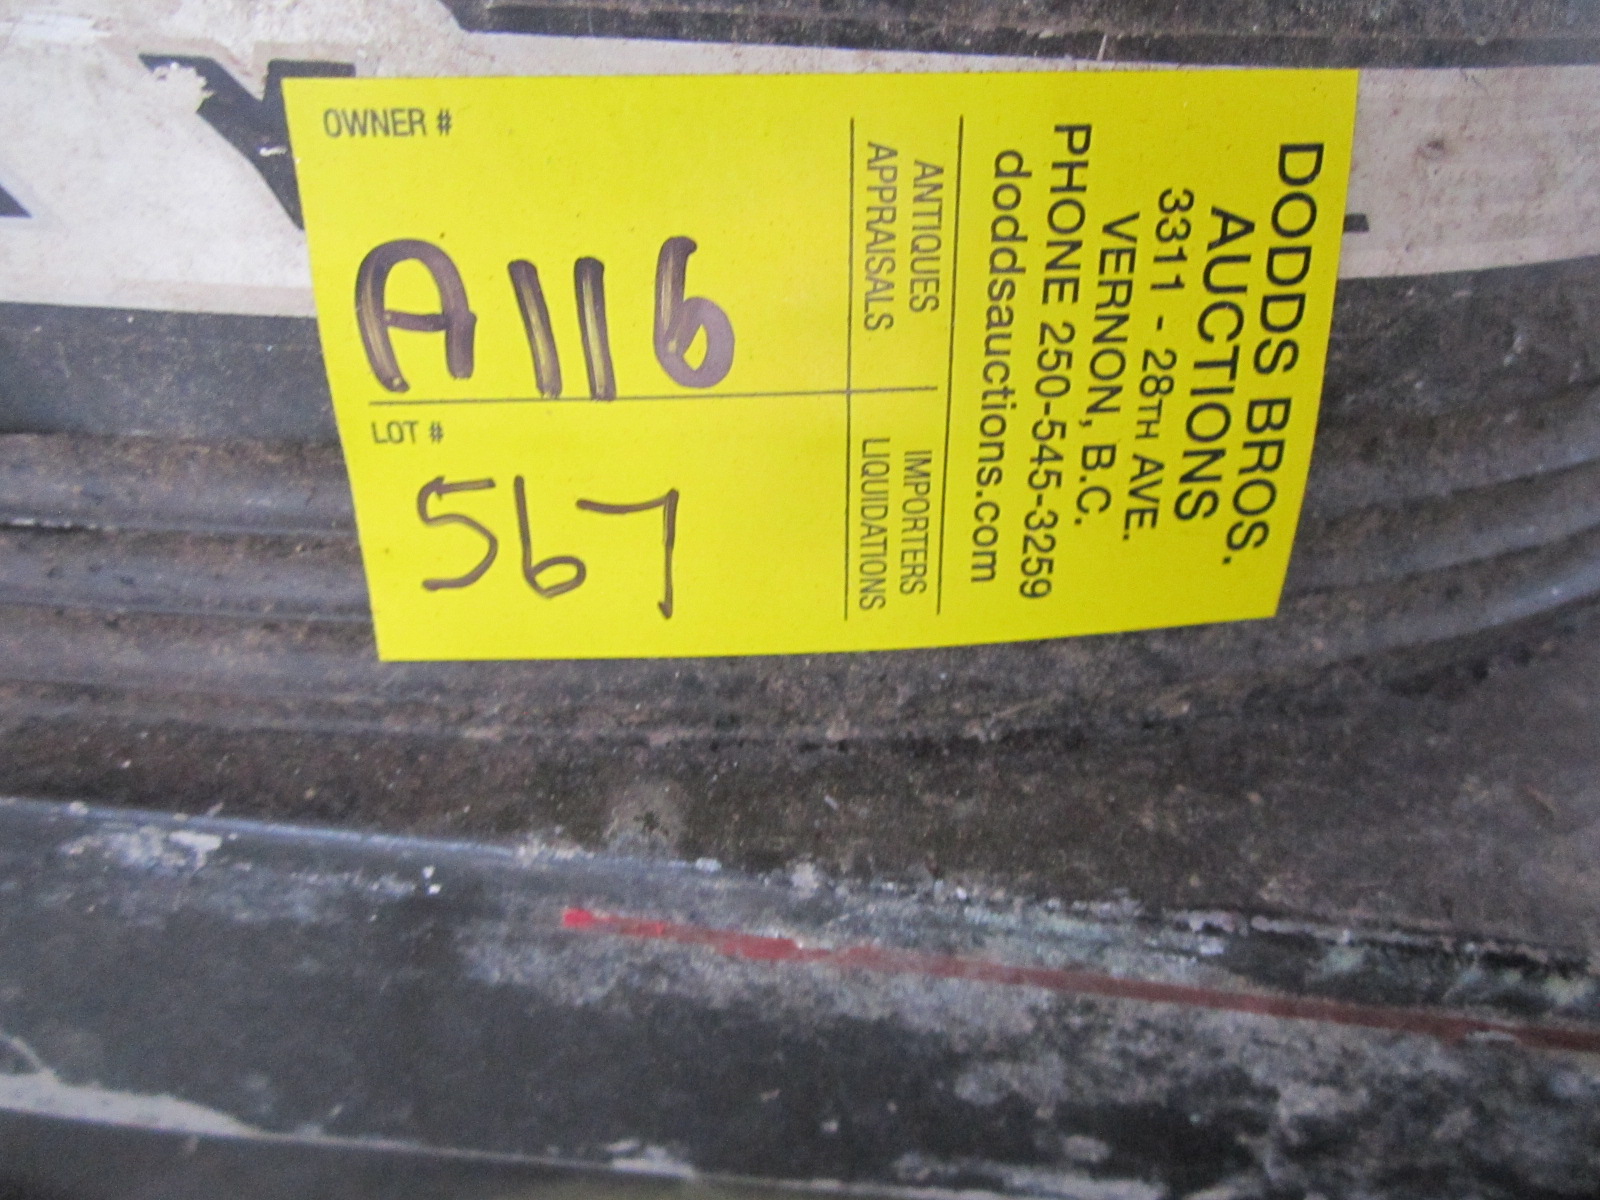 DODDS BROS.
AUCTIONS
3311 - 28TH AVE.
VERNON, B.C.
PHONE 250-545-3259
doddsauctions.com
ANTIQUES
APPRAISALS
IMPORTERS
LIQUIDATIONS
OWNER #
A116
LOT #
567